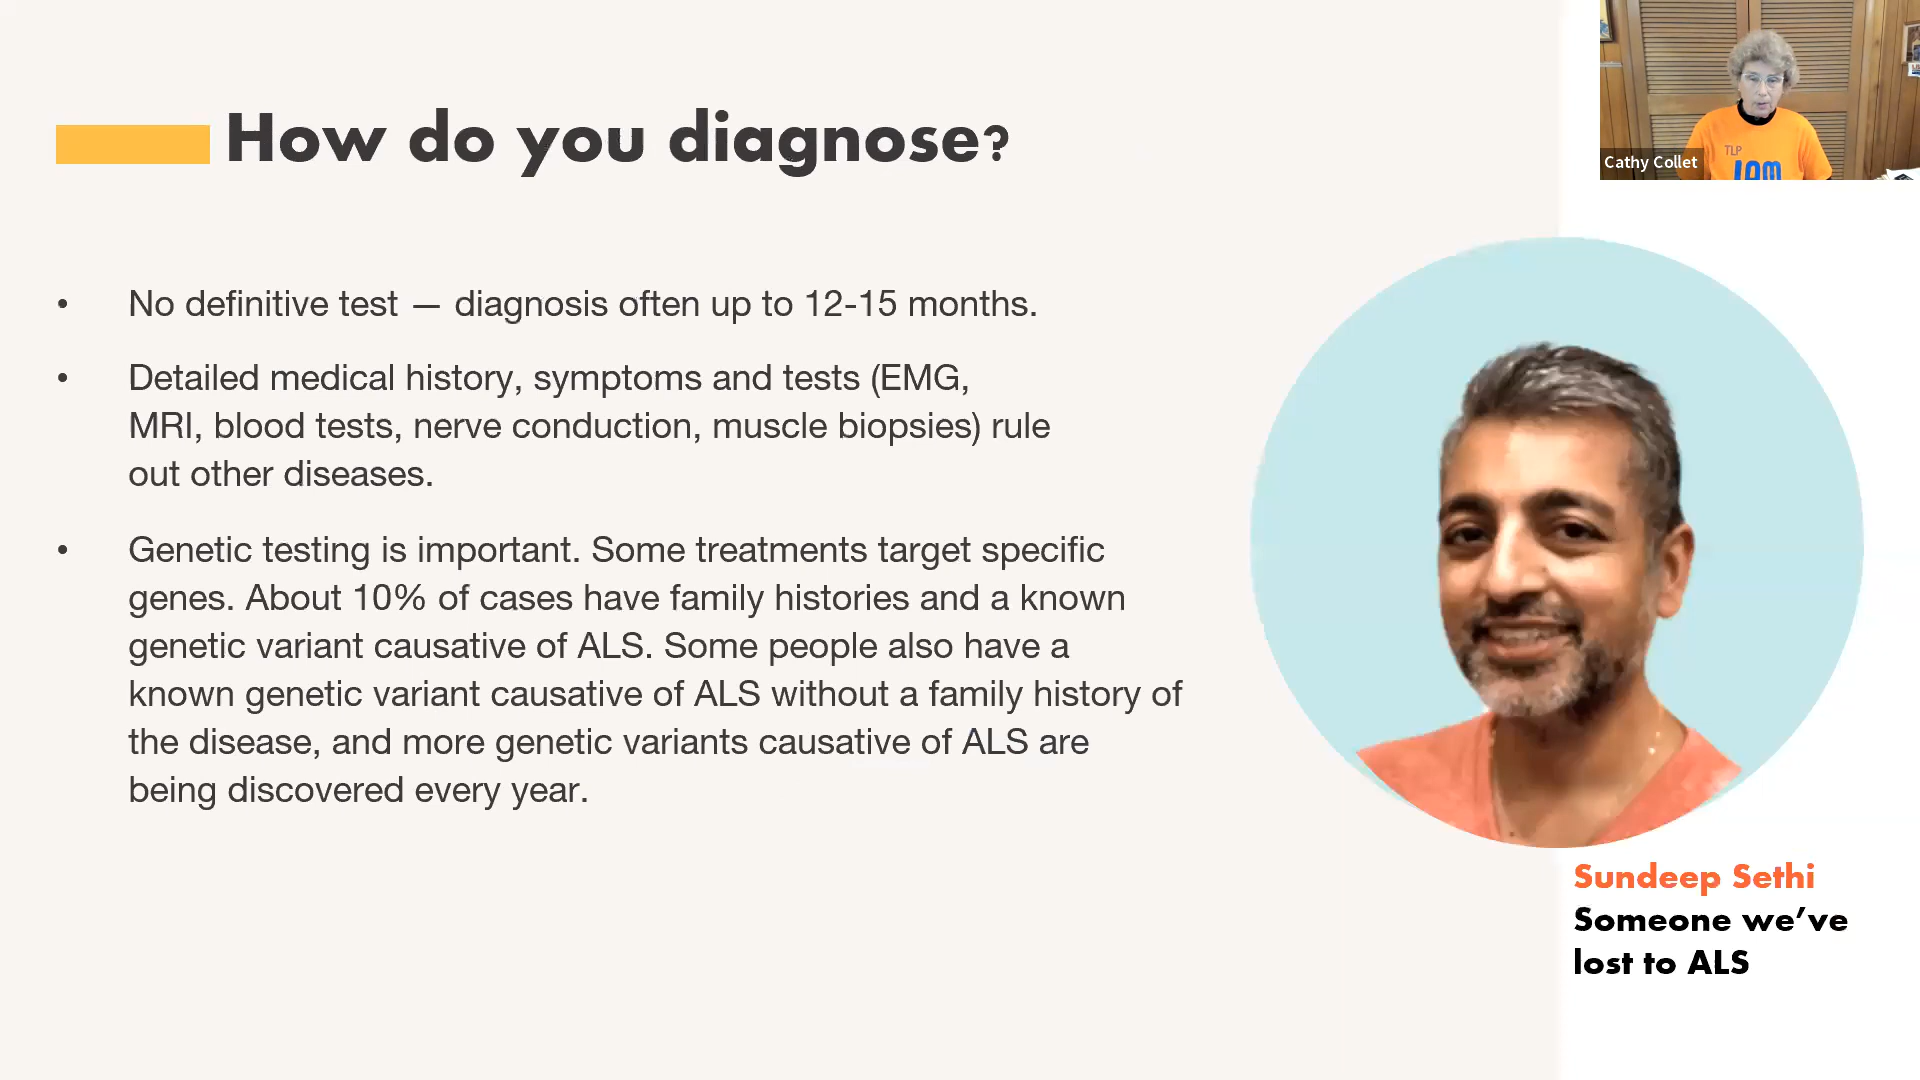 How do you diagnose?
• No definitive test — diagnosis often up to 12-15 months.
• Detailed medical history, symptoms and tests (EMG,
MRI, blood tests, nerve conduction, muscle biopsies) rule
out other diseases.
• Genetic testing is important. Some treatments target specific
genes. About 10% of cases have family histories and a known
genetic variant causative of ALS. Some people also have a
known genetic variant causative of ALS without a family history of
the disease, and more genetic variants causative of ALS are
being discovered every year.
TLP
Cathy Collet
Sundeep Sethi
Someone we’ve
lost to ALS